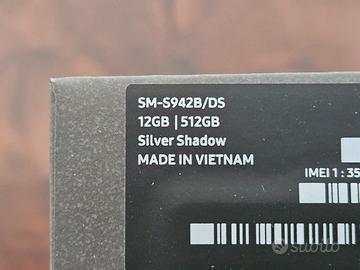 SM-S942B/DS
12GB | 512GB
Silver Shadow
MADE IN VIETNAM
IMEI 1 : 35
subito